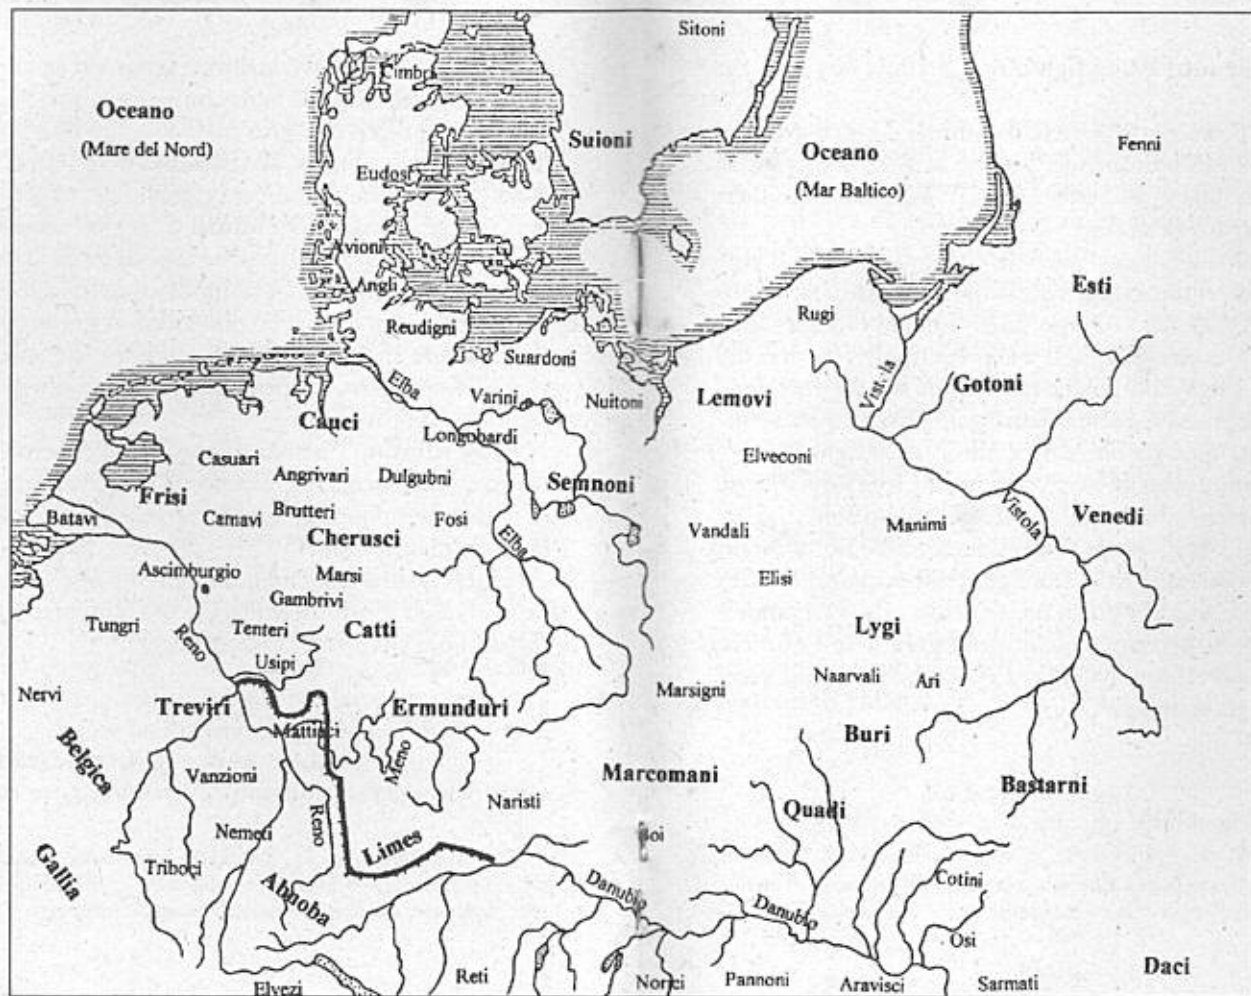 Sitoni
Cimbri
Oceano
(Mare del Nord)
Suioni
Oceano
(Mar Baltico)
Fenni
Eudosi
Avioni
Angli
Esti
Rugi
Reudigni
Suardoni
Elba
Varini
Nuitoni
Lemovi
Vistola
Gotoni
Cauci
Longobardi
Casuari
Angrivari
Dulgubni
Elveconi
Frisi
Semnoni
Batavi
Camavi
Brutteri
Fosi
Vandali
Manimi
Vistola
Venedi
Cherusci
Elba
Ascimburgio
Marsi
Elisi
Gambrivi
Tungri
Reno
Tenteri
Catti
Lygi
Usipi
Nervi
Treviri
Ermunduri
Marsigni
Naarvali
Ari
Mattiaci
Buri
Belgica
Vanzioni
Meno
Marcomani
Bastarni
Naristi
Quadi
Nemeti
Reno
Limes
Boi
Gallia
Triboci
Abnoba
Danubio
Danubio
Cotini
Osi
Reti
Elvezi
Norici
Pannoni
Aravisci
Sarmati
Daci